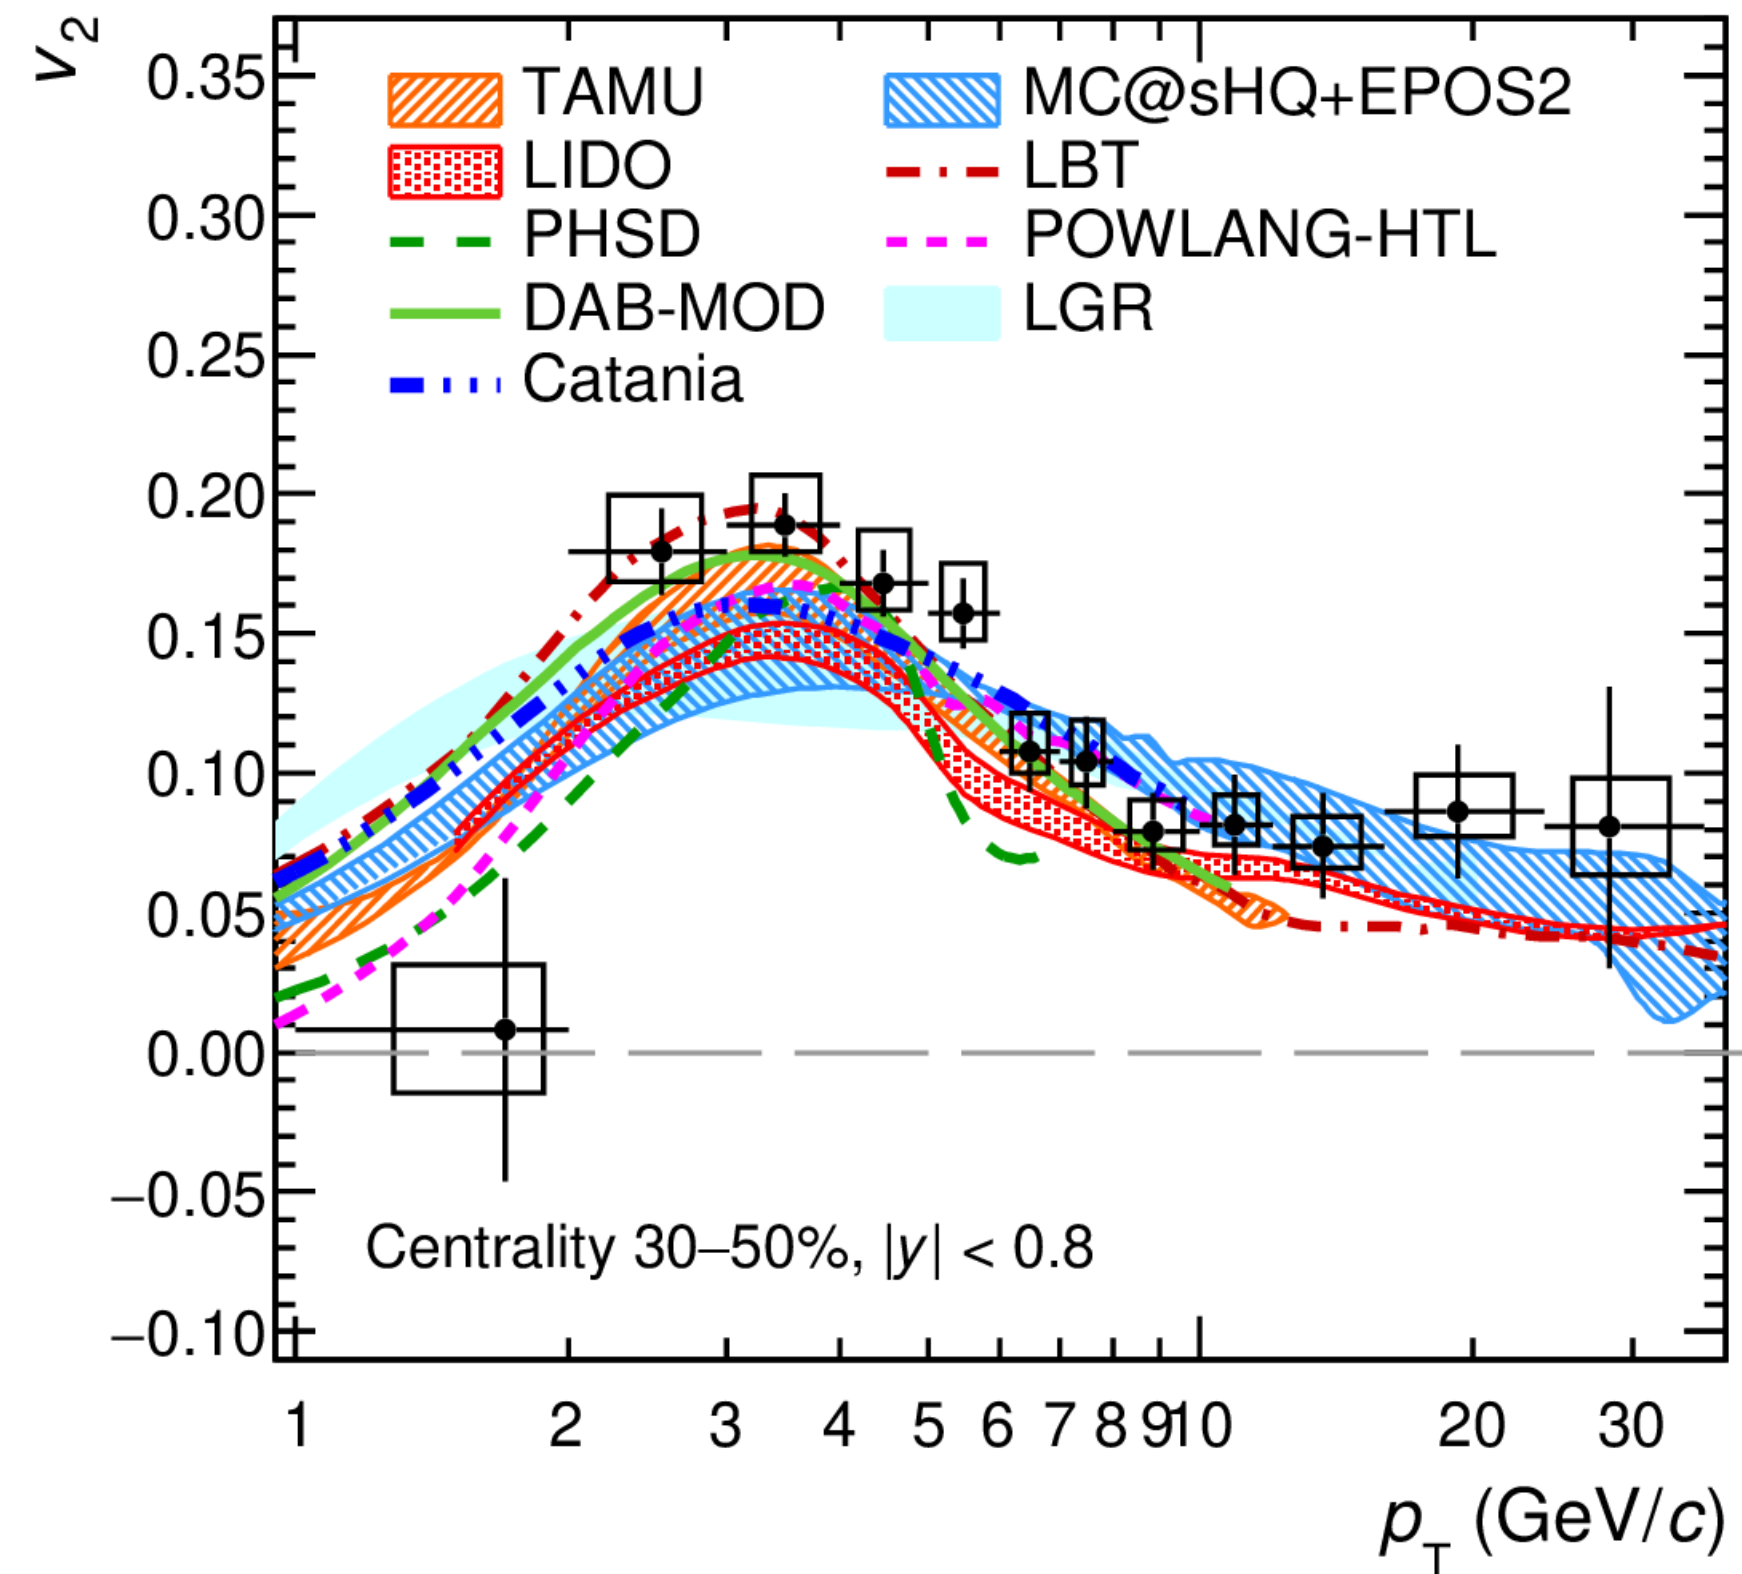 v2
0.35
0.30
0.25
0.20
0.15
0.10
0.05
0.00
−0.05
−0.10
TAMU
LIDO
PHSD
DAB-MOD
Catania
MC@sHQ+EPOS2
LBT
POWLANG-HTL
LGR
Centrality 30–50%, |y| < 0.8
1 2 3 4 5 6 7 8 9 10 20 30
pT (GeV/c)